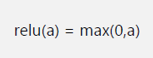 relu(a) = max(0,a)